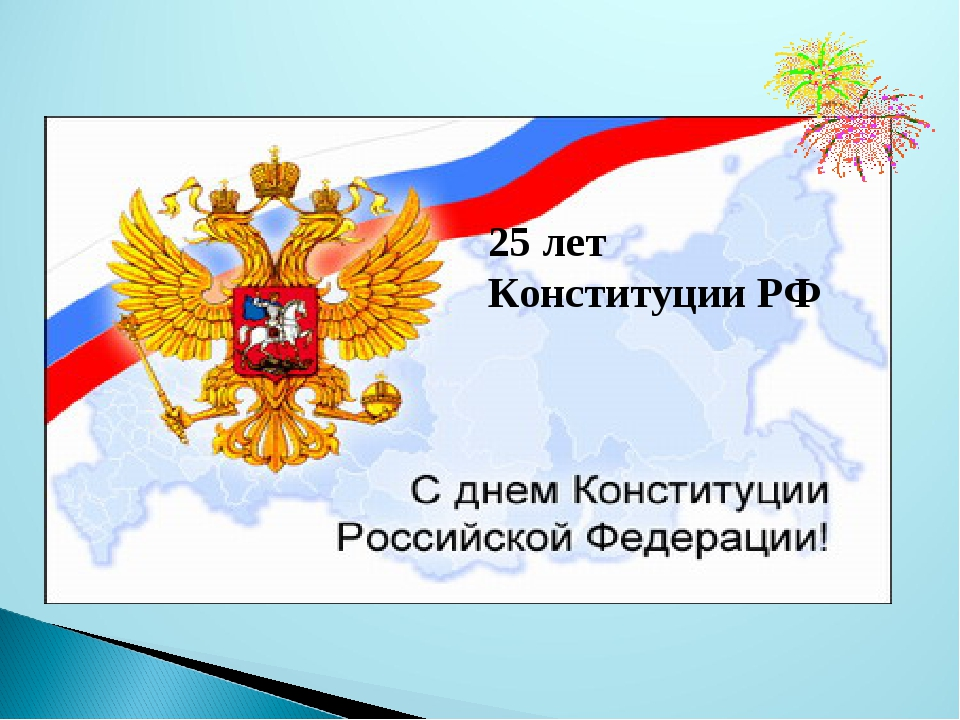 25 лет
Конституции РФ
С днем Конституции
Российской Федерации!